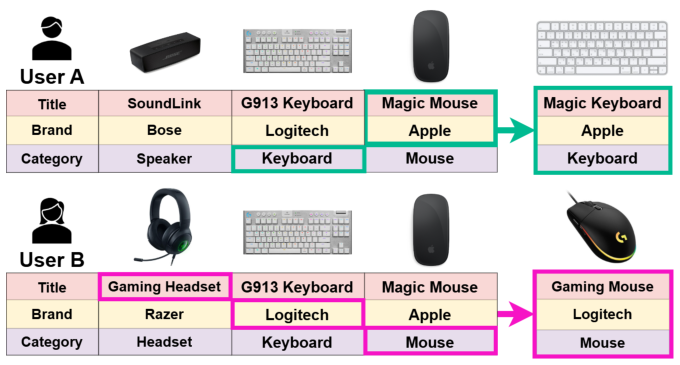 User A
Title SoundLink G913 Keyboard Magic Mouse Magic Keyboard
Brand Bose Logitech Apple Apple
Category Speaker Keyboard Mouse Keyboard
User B
Title Gaming Headset G913 Keyboard Magic Mouse Gaming Mouse
Brand Razer Logitech Apple Logitech
Category Headset Keyboard Mouse Mouse